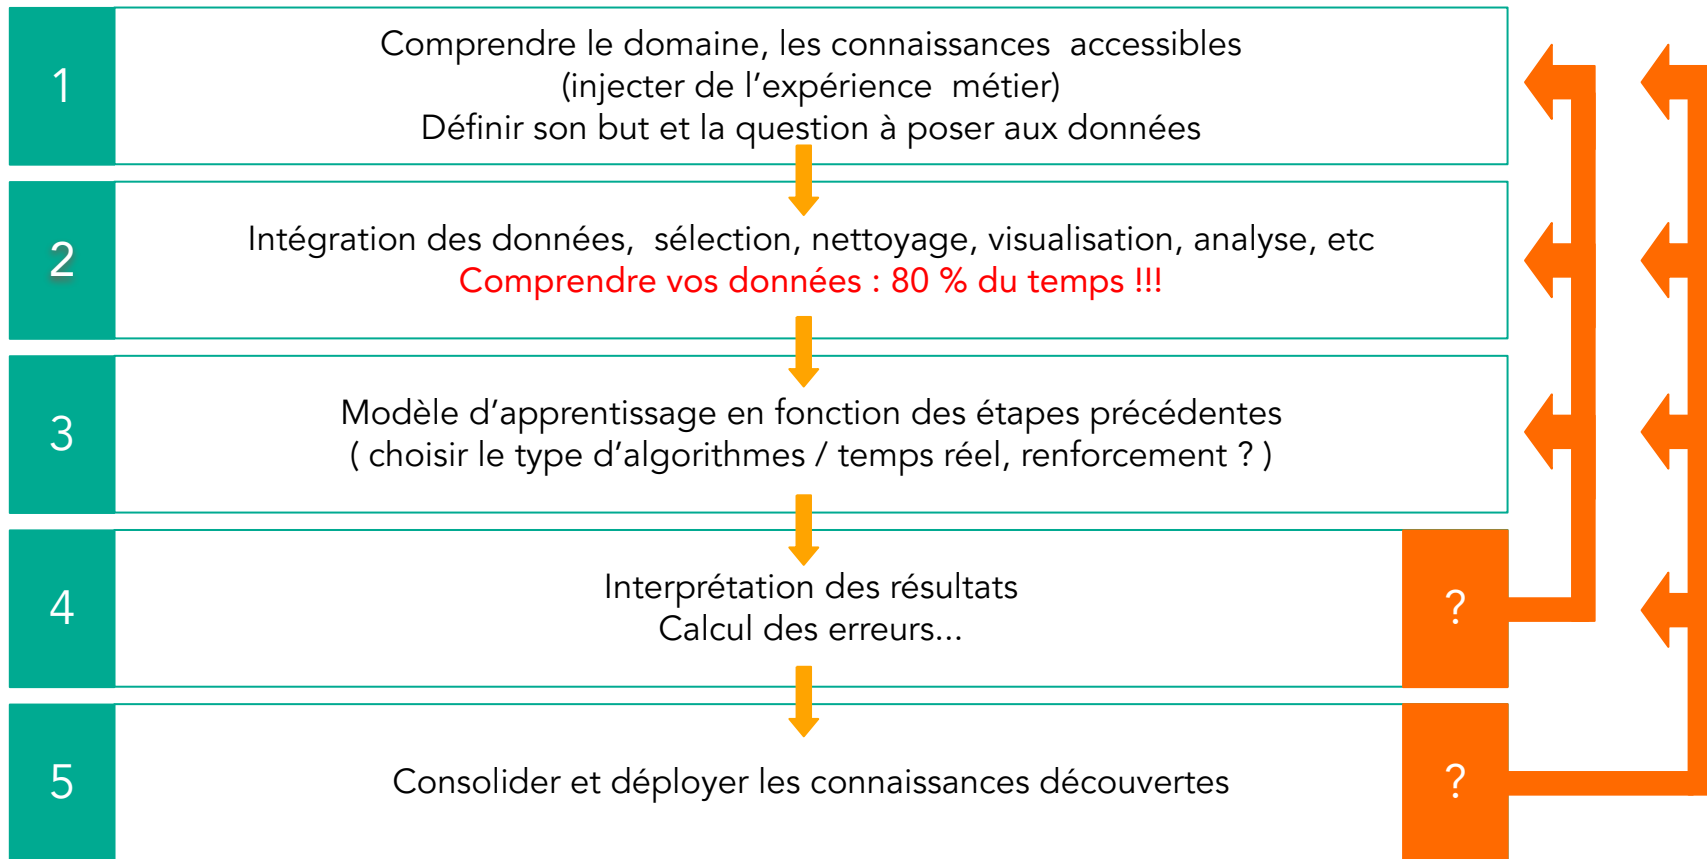 1
Comprendre le domaine, les connaissances accessibles
(injecter de l'expérience métier)
Définir son but et la question à poser aux données
2
Intégration des données, sélection, nettoyage, visualisation, analyse, etc
Comprendre vos données : 80 % du temps !!!
3
Modèle d'apprentissage en fonction des étapes précédentes
( choisir le type d'algorithmes / temps réel, renforcement ? )
4
Interprétation des résultats
Calcul des erreurs...
?
5
Consolider et déployer les connaissances découvertes
?